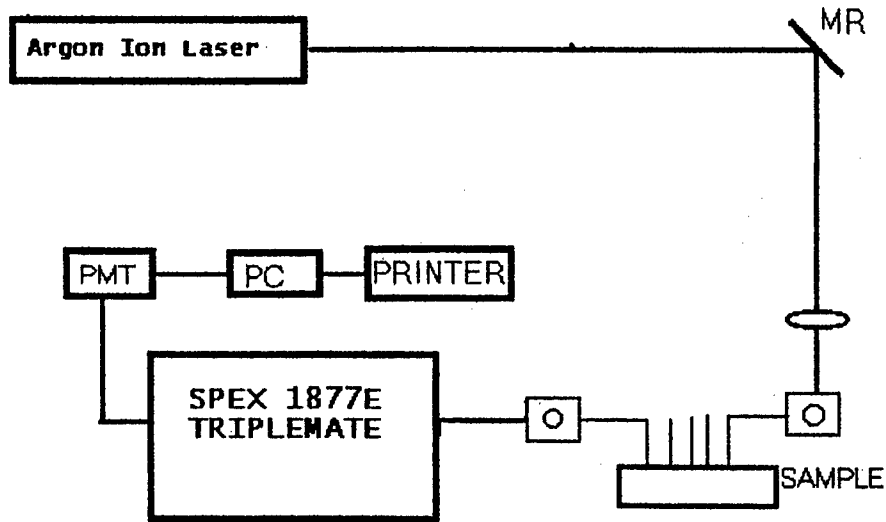 Argon Ion Laser
MR
PMT
PC
PRINTER
SPEX 1877E
TRIPLEMATE
SAMPLE